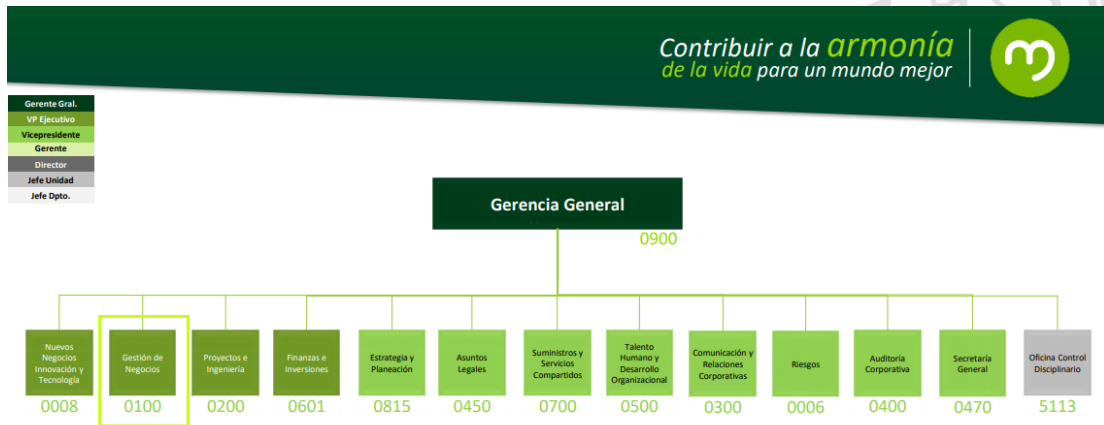 Contribuir a la armonía
de la vida para un mundo mejor
Gerente Gral.
VP Ejecutivo
Vicepresidente
Gerente
Director
Jefe Unidad
Jefe Dpto.
Gerencia General
0900
Nuevos
Negocios
Innovación y
Tecnología
0008
Gestión de
Negocios
0100
Proyectos e
Ingeniería
0200
Finanzas e
Inversiones
0601
Estrategia y
Planeación
0815
Asuntos
Legales
0450
Suministros y
Servicios
Compartidos
0700
Talento
Humano y
Desarrollo
Organizacional
0500
Comunicación y
Relaciones
Corporativas
0300
Riesgos
0006
Auditoría
Corporativa
0400
Secretaría
General
0470
Oficina Control
Disciplinario
5113